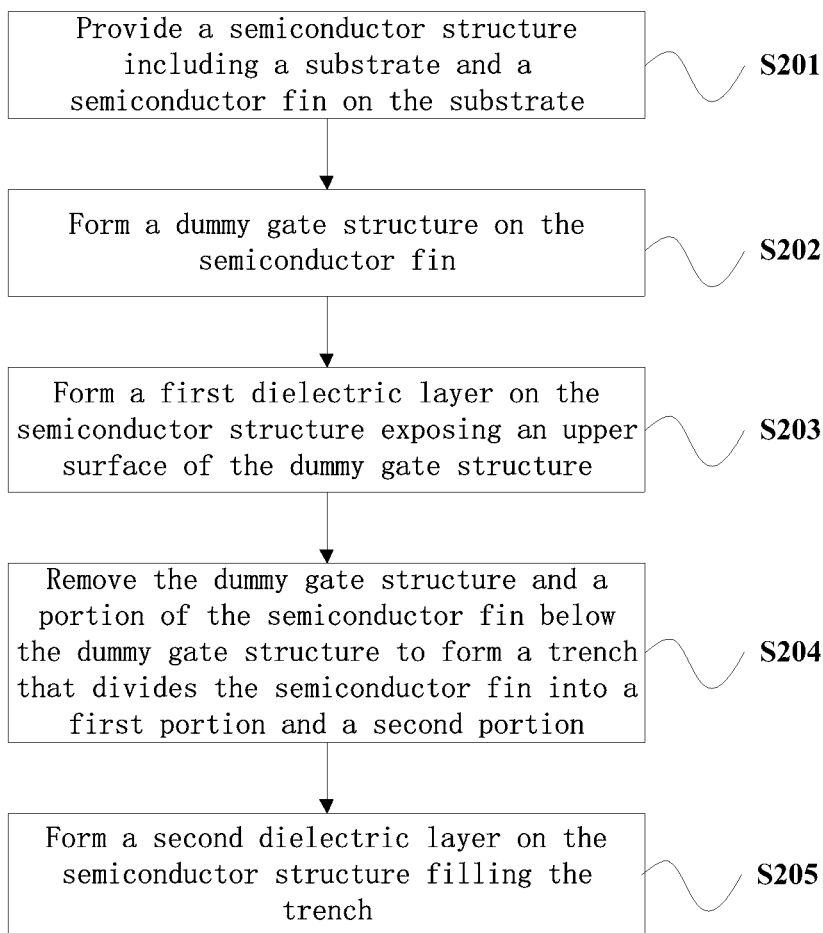 Provide a semiconductor structure
including a substrate and a
semiconductor fin on the substrate
S201
Form a dummy gate structure on the
semiconductor fin
S202
Form a first dielectric layer on the
semiconductor structure exposing an upper
surface of the dummy gate structure
S203
Remove the dummy gate structure and a
portion of the semiconductor fin below
the dummy gate structure to form a trench
that divides the semiconductor fin into a
first portion and a second portion
S204
Form a second dielectric layer on the
semiconductor structure filling the
trench
S205